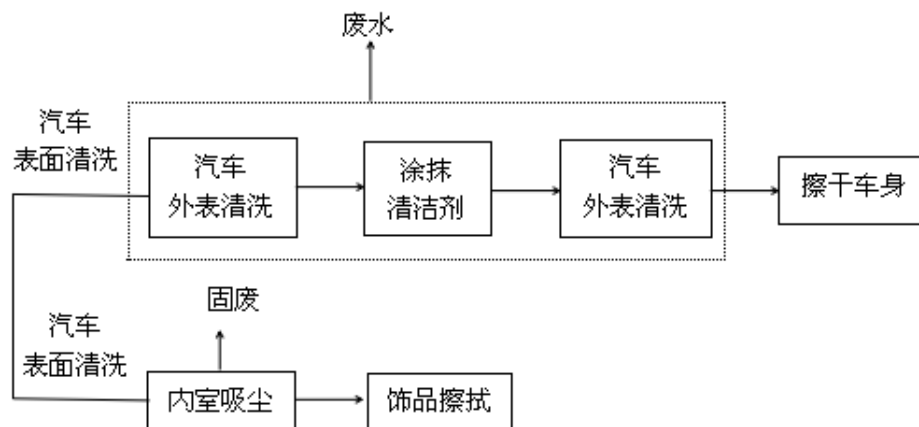 废水
汽车
表面清洗
汽车
外表清洗
涂抹
清洁剂
汽车
外表清洗
擦干车身
固废
汽车
表面清洗
内室吸尘
饰品擦拭